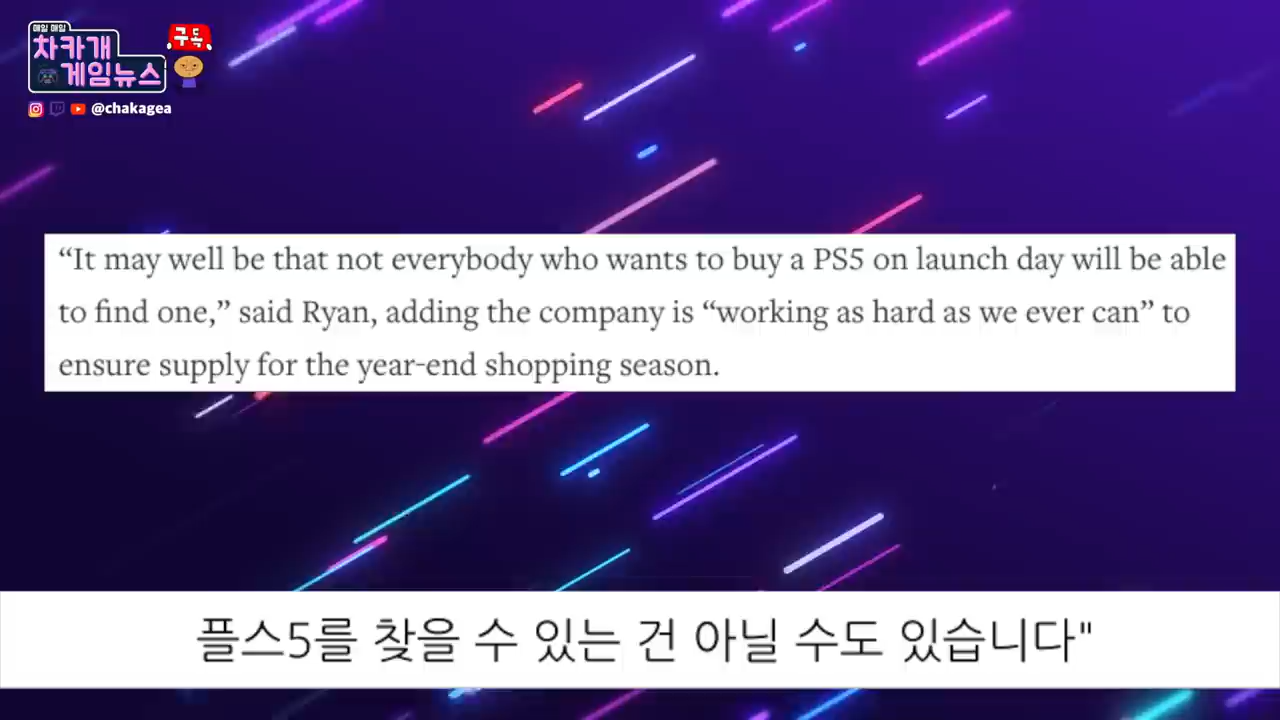 매일 매일
차카개
게임뉴스
구독
@chakagea
“It may well be that not everybody who wants to buy a PS5 on launch day will be able
to find one,” said Ryan, adding the company is “working as hard as we ever can” to
ensure supply for the year-end shopping season.
플스5를 찾을 수 있는 건 아닐 수도 있습니다"